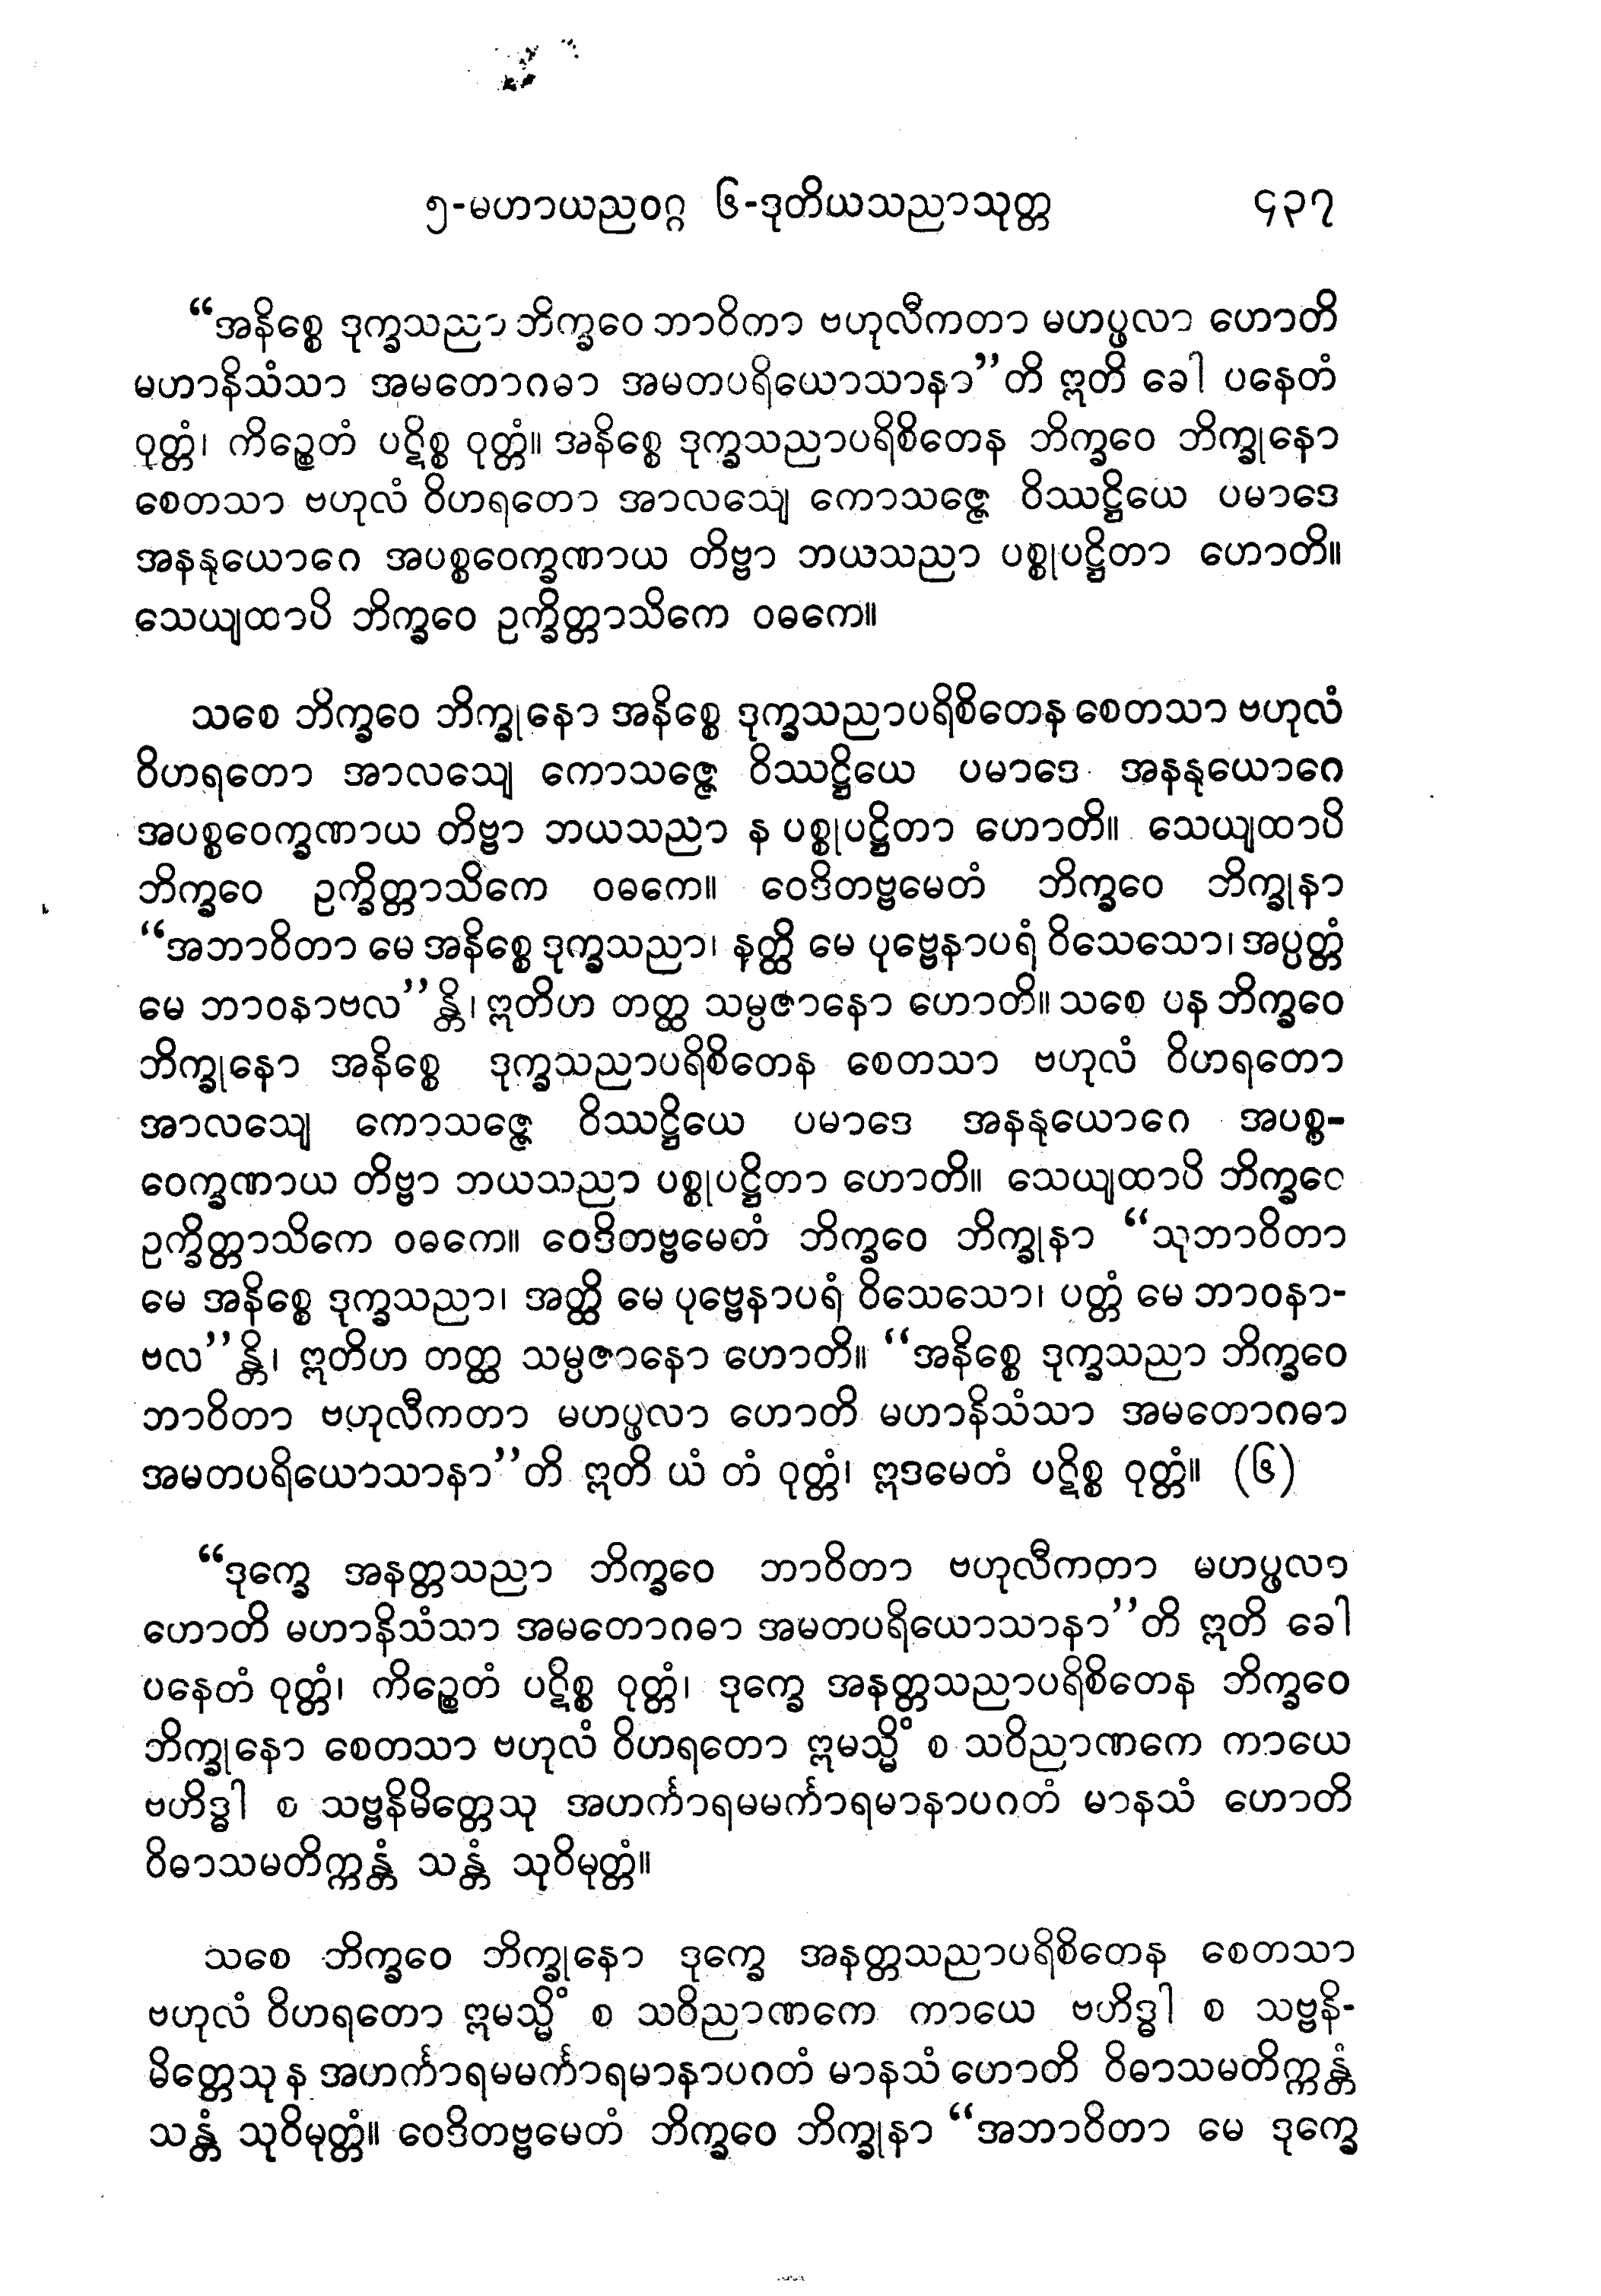 ၅-မဟာယညဝဂ္ဂ ၆-ဒုတိယသညာသုတ္တ ၄၃၇
“အနိစ္စေ ဒုက္ခသညာ ဘိက္ခဝေ ဘာဝိကာ ဗဟုလီကတာ မဟပ္ဖလာ ဟောတိ
မဟာနိသံသာ အမတောဂဓာ အမတပရိယောသာနာ”တိ ဣတိ ခေါ ပနေတံ
ဝုတ္တံ၊ ကိဉ္စေတံ ပဋိစ္စ ဝုတ္တံ။ အနိစ္စေ ဒုက္ခသညာပရိစိတေန ဘိက္ခဝေ ဘိက္ခုနော
စေတသာ ဗဟုလံ ဝိဟရတော အာလသျေ ကောသဇ္ဇေ ဝိဿဋ္ဌိယေ ပမာဒေ
အနနုယောဂေ အပစ္စဝေက္ခဏာယ တိဗ္ဗာ ဘယသညာ ပစ္စုပဋ္ဌိတာ ဟောတိ။
သေယျထာပိ ဘိက္ခဝေ ဥက္ခိတ္တာသိကေ ဝဓကေ။
သစေ ဘိက္ခဝေ ဘိက္ခုနော အနိစ္စေ ဒုက္ခသညာပရိစိတေန စေတသာ ဗဟုလံ
ဝိဟရတော အာလသျေ ကောသဇ္ဇေ ဝိဿဋ္ဌိယေ ပမာဒေ အနနုယောဂေ
အပစ္စဝေက္ခဏာယ တိဗ္ဗာ ဘယသညာ န ပစ္စုပဋ္ဌိတာ ဟောတိ။ သေယျထာပိ
ဘိက္ခဝေ ဥက္ခိတ္တာသိကေ ဝဓကေ။ ဝေဒိတဗ္ဗမေတံ ဘိက္ခဝေ ဘိက္ခုနာ
“အဘာဝိတာ မေ အနိစ္စေ ဒုက္ခသညာ၊ နတ္ထိ မေ ပုဗ္ဗေနာပရံ ဝိသေသော၊ အပ္ပတ္တံ
မေ ဘာဝနာဗလ”န္တိ၊ ဣတိဟ တတ္ထ သမ္ပဇာနော ဟောတိ။ သစေ ပန ဘိက္ခဝေ
ဘိက္ခုနော အနိစ္စေ ဒုက္ခသညာပရိစိတေန စေတသာ ဗဟုလံ ဝိဟရတော
အာလသျေ ကောသဇ္ဇေ ဝိဿဋ္ဌိယေ ပမာဒေ အနနုယောဂေ အပစ္စ-
ဝေက္ခဏာယ တိဗ္ဗာ ဘယသညာ ပစ္စုပဋ္ဌိတာ ဟောတိ။ သေယျထာပိ ဘိက္ခဝေ
ဥက္ခိတ္တာသိကေ ဝဓကေ။ ဝေဒိတဗ္ဗမေတံ ဘိက္ခဝေ ဘိက္ခုနာ “သုဘာဝိတာ
မေ အနိစ္စေ ဒုက္ခသညာ၊ အတ္ထိ မေ ပုဗ္ဗေနာပရံ ဝိသေသော၊ ပတ္တံ မေ ဘာဝနာ-
ဗလ”န္တိ၊ ဣတိဟ တတ္ထ သမ္ပဇာနော ဟောတိ။ “အနိစ္စေ ဒုက္ခသညာ ဘိက္ခဝေ
ဘာဝိတာ ဗဟုလီကတာ မဟပ္ဖလာ ဟောတိ မဟာနိသံသာ အမတောဂဓာ
အမတပရိယောသာနာ”တိ ဣတိ ယံ တံ ဝုတ္တံ၊ ဣဒမေတံ ပဋိစ္စ ဝုတ္တံ။ (၆)
“ဒုက္ခေ အနတ္တသညာ ဘိက္ခဝေ ဘာဝိတာ ဗဟုလီကတာ မဟပ္ဖလာ
ဟောတိ မဟာနိသံသာ အမတောဂဓာ အမတပရိယောသာနာ”တိ ဣတိ ခေါ
ပနေတံ ဝုတ္တံ၊ ကိဉ္စေတံ ပဋိစ္စ ဝုတ္တံ၊ ဒုက္ခေ အနတ္တသညာပရိစိတေန ဘိက္ခဝေ
ဘိက္ခုနော စေတသာ ဗဟုလံ ဝိဟရတော ဣမသ္မိံ စ သဝိညာဏကေ ကာယေ
ဗဟိဒ္ဓါ စ သဗ္ဗနိမိတ္တေသု အဟင်္ကာရမမင်္ကာရမာနာပဂတံ မာနသံ ဟောတိ
ဝိဓာသမတိက္ကန္တံ သန္တံ သုဝိမုတ္တံ။
သစေ ဘိက္ခဝေ ဘိက္ခုနော ဒုက္ခေ အနတ္တသညာပရိစိတေန စေတသာ
ဗဟုလံ ဝိဟရတော ဣမသ္မိံ စ သဝိညာဏကေ ကာယေ ဗဟိဒ္ဓါ စ သဗ္ဗနိ-
မိတ္တေသု န အဟင်္ကာရမမင်္ကာရမာနာပဂတံ မာနသံ ဟောတိ ဝိဓာသမတိက္ကန္တံ
သန္တံ သုဝိမုတ္တံ။ ဝေဒိတဗ္ဗမေတံ ဘိက္ခဝေ ဘိက္ခုနာ “အဘာဝိတာ မေ ဒုက္ခေ